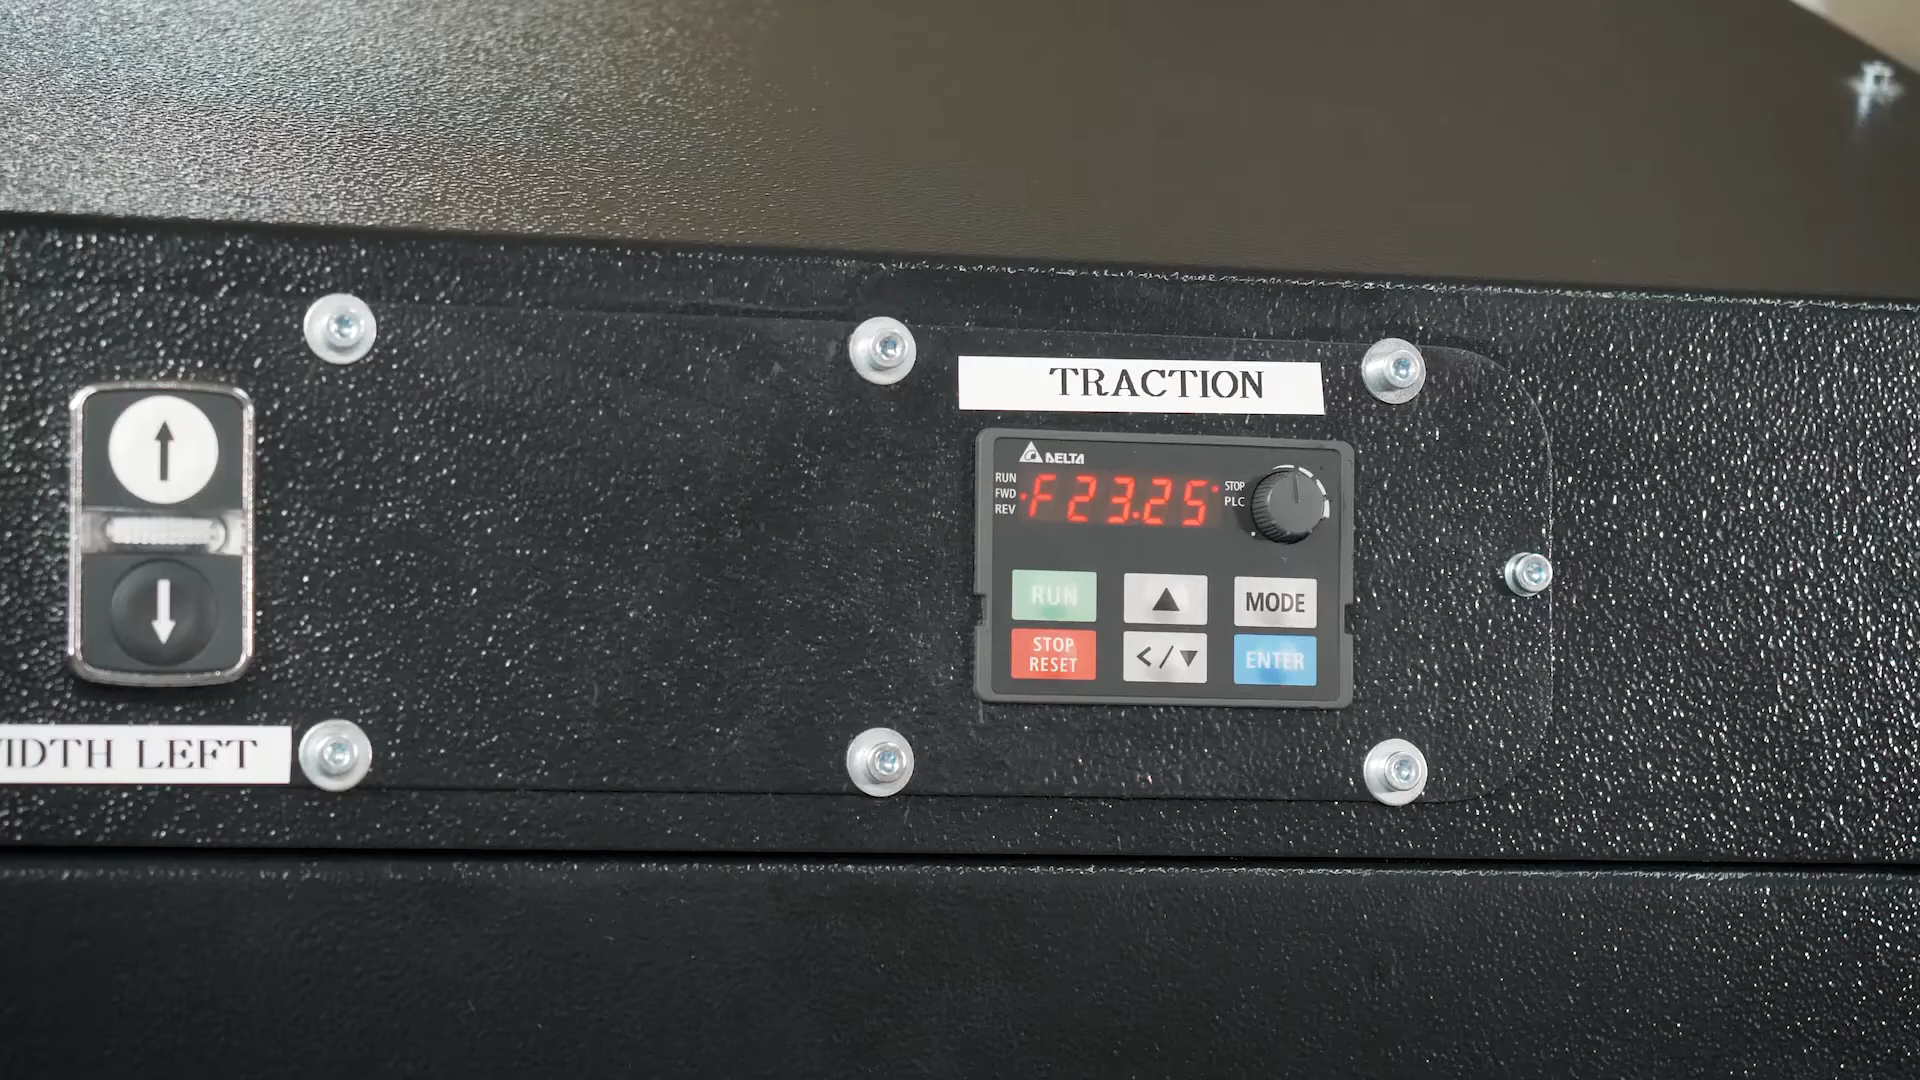 TRACTION
DELTA
RUN
FWD
REV
F23.25
STOP
PLC
RUN
MODE
STOP
RESET
</
ENTER
IDTH LEFT